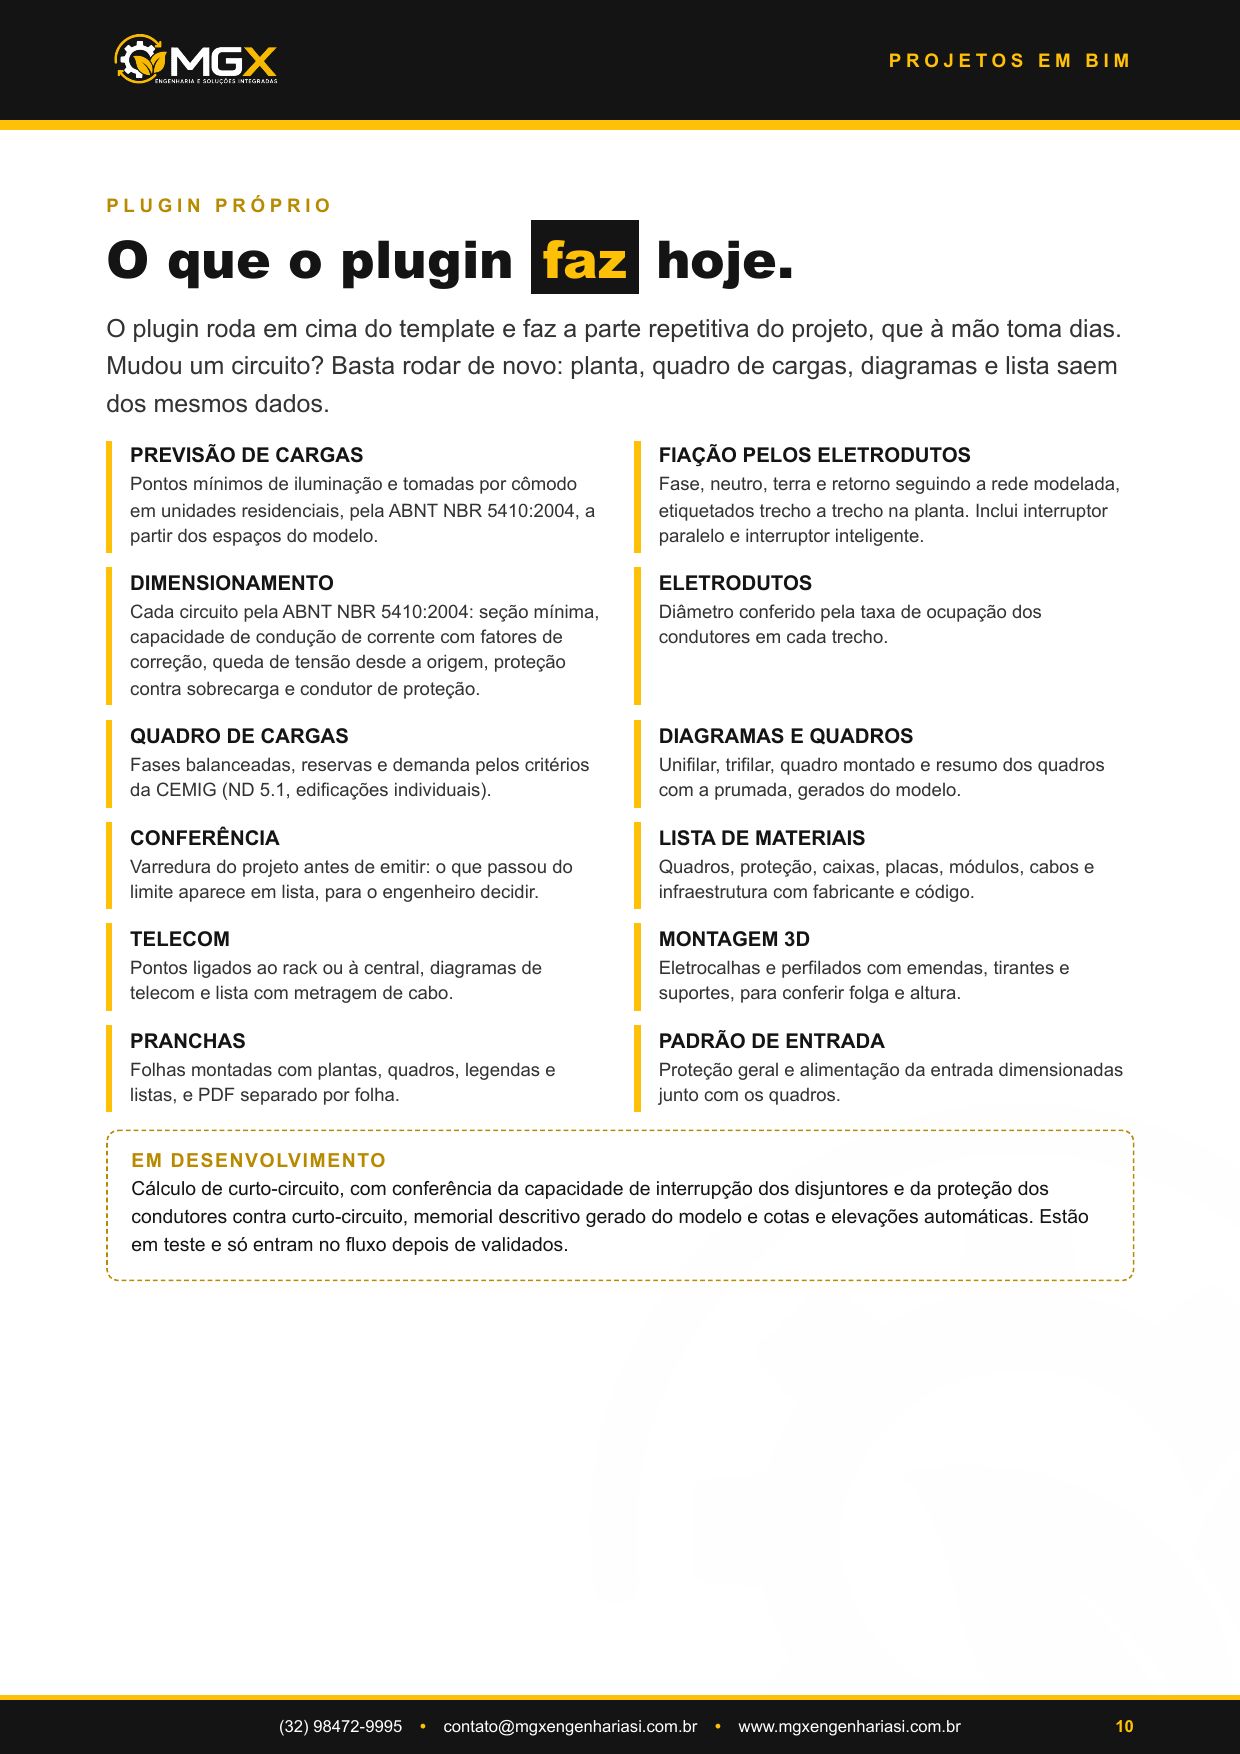 MGX
ENGENHARIA E SOLUÇÕES INTEGRADAS
PROJETOS EM BIM
PLUGIN PRÓPRIO
O que o plugin faz hoje.
O plugin roda em cima do template e faz a parte repetitiva do projeto, que à mão toma dias.
Mudou um circuito? Basta rodar de novo: planta, quadro de cargas, diagramas e lista saem
dos mesmos dados.
PREVISÃO DE CARGAS
Pontos mínimos de iluminação e tomadas por cômodo
em unidades residenciais, pela ABNT NBR 5410:2004, a
partir dos espaços do modelo.
FIAÇÃO PELOS ELETRODUTOS
Fase, neutro, terra e retorno seguindo a rede modelada,
etiquetados trecho a trecho na planta. Inclui interruptor
paralelo e interruptor inteligente.
DIMENSIONAMENTO
Cada circuito pela ABNT NBR 5410:2004: seção mínima,
capacidade de condução de corrente com fatores de
correção, queda de tensão desde a origem, proteção
contra sobrecarga e condutor de proteção.
ELETRODUTOS
Diâmetro conferido pela taxa de ocupação dos
condutores em cada trecho.
QUADRO DE CARGAS
Fases balanceadas, reservas e demanda pelos critérios
da CEMIG (ND 5.1, edificações individuais).
DIAGRAMAS E QUADROS
Unifilar, trifilar, quadro montado e resumo dos quadros
com a prumada, gerados do modelo.
CONFERÊNCIA
Varredura do projeto antes de emitir: o que passou do
limite aparece em lista, para o engenheiro decidir.
LISTA DE MATERIAIS
Quadros, proteção, caixas, placas, módulos, cabos e
infraestrutura com fabricante e código.
TELECOM
Pontos ligados ao rack ou à central, diagramas de
telecom e lista com metragem de cabo.
MONTAGEM 3D
Eletrocalhas e perfilados com emendas, tirantes e
suportes, para conferir folga e altura.
PRANCHAS
Folhas montadas com plantas, quadros, legendas e
listas, e PDF separado por folha.
PADRÃO DE ENTRADA
Proteção geral e alimentação da entrada dimensionadas
junto com os quadros.
EM DESENVOLVIMENTO
Cálculo de curto-circuito, com conferência da capacidade de interrupção dos disjuntores e da proteção dos
condutores contra curto-circuito, memorial descritivo gerado do modelo e cotas e elevações automáticas. Estão
em teste e só entram no fluxo depois de validados.
(32) 98472-9995 • contato@mgxengenhariasi.com.br • www.mgxengenhariasi.com.br
10